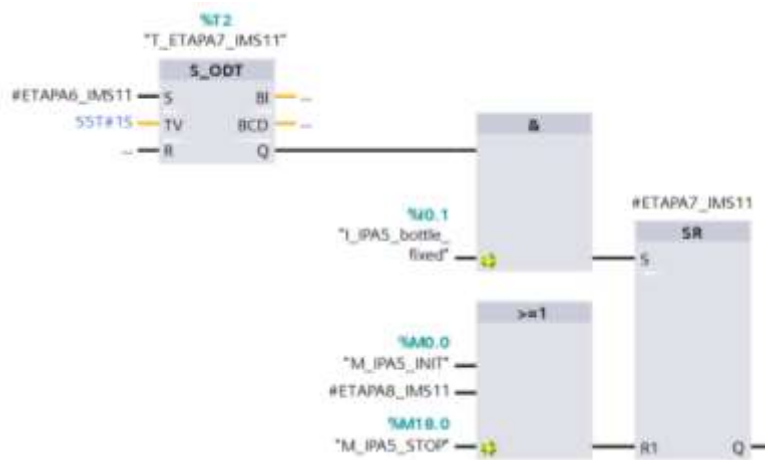 %T2
"T_ETAPA7_IMS11"
S_ODT
#ETAPA6_IMS11 S BI ...
S5T#1S TV BCD ...
... R Q
&
%I0.1
"I_IPA5_bottle_
fixed"
#ETAPA7_IMS11
SR
S
>=1
%M0.0
"M_IPA5_INIT"
#ETAPA8_IMS11
%M18.0
"M_IPA5_STOP"
R1 Q